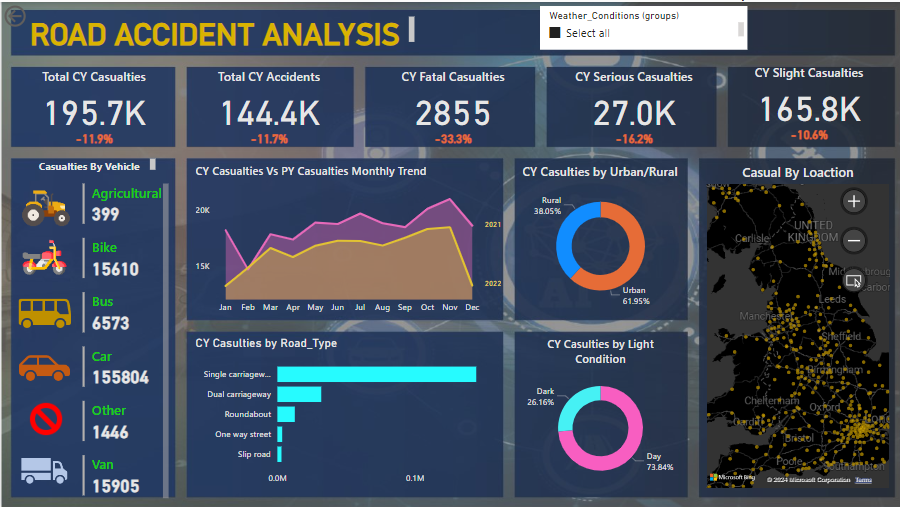 ROAD ACCIDENT ANALYSIS
Weather_Conditions (groups)
Select all
Total CY Casualties
195.7K
-11.9%
Total CY Accidents
144.4K
-11.7%
CY Fatal Casualties
2855
-33.3%
CY Serious Casualties
27.0K
-16.2%
CY Slight Casualties
165.8K
-10.6%
Casualties By Vehicle
Agricultural
399
Bike
15610
Bus
6573
Car
155804
Other
1446
Van
15905
CY Casualties Vs PY Casualties Monthly Trend
20K
15K
2021
2022
Jan Feb Mar Apr May Jun Jul Aug Sep Oct Nov Dec
CY Casulties by Urban/Rural
Rural
38.05%
Urban
61.95%
CY Casulties by Road_Type
Single carriagew...
Dual carriageway
Roundabout
One way street
Slip road
0.0M 0.1M
CY Casulties by Light
Condition
Dark
26.16%
Day
73.84%
Casual By Loaction
UNITED
KINGDOM
Carlisle
Leeds
Manchester
Sheffield
Birmingham
Cheltenham
Oxford
Bristol
Poole
Southampton
Microsoft Bing
© 2024 Microsoft Corporation Terms